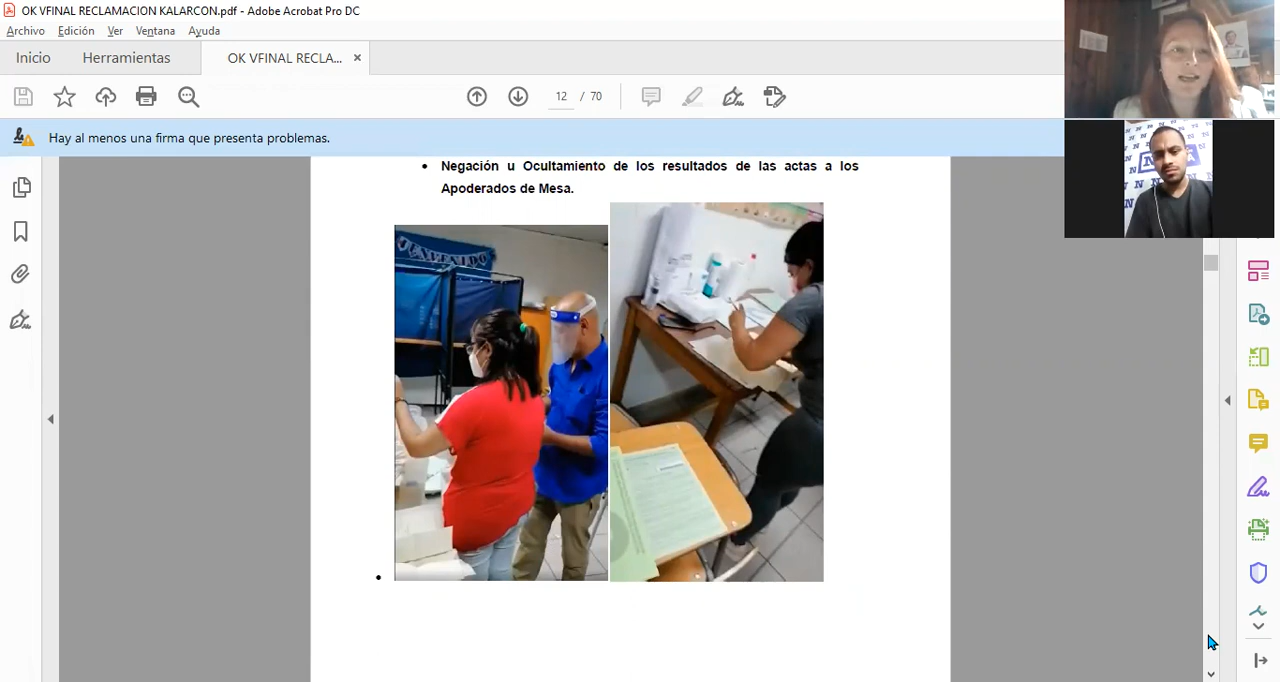 OK VFINAL RECLAMACION KALARCON.pdf - Adobe Acrobat Pro DC
Archivo Edición Ver Ventana Ayuda
Inicio Herramientas OK VFINAL RECLA... ×
12 / 70
Hay al menos una firma que presenta problemas.
• Negación u Ocultamiento de los resultados de las actas a los
Apoderados de Mesa.